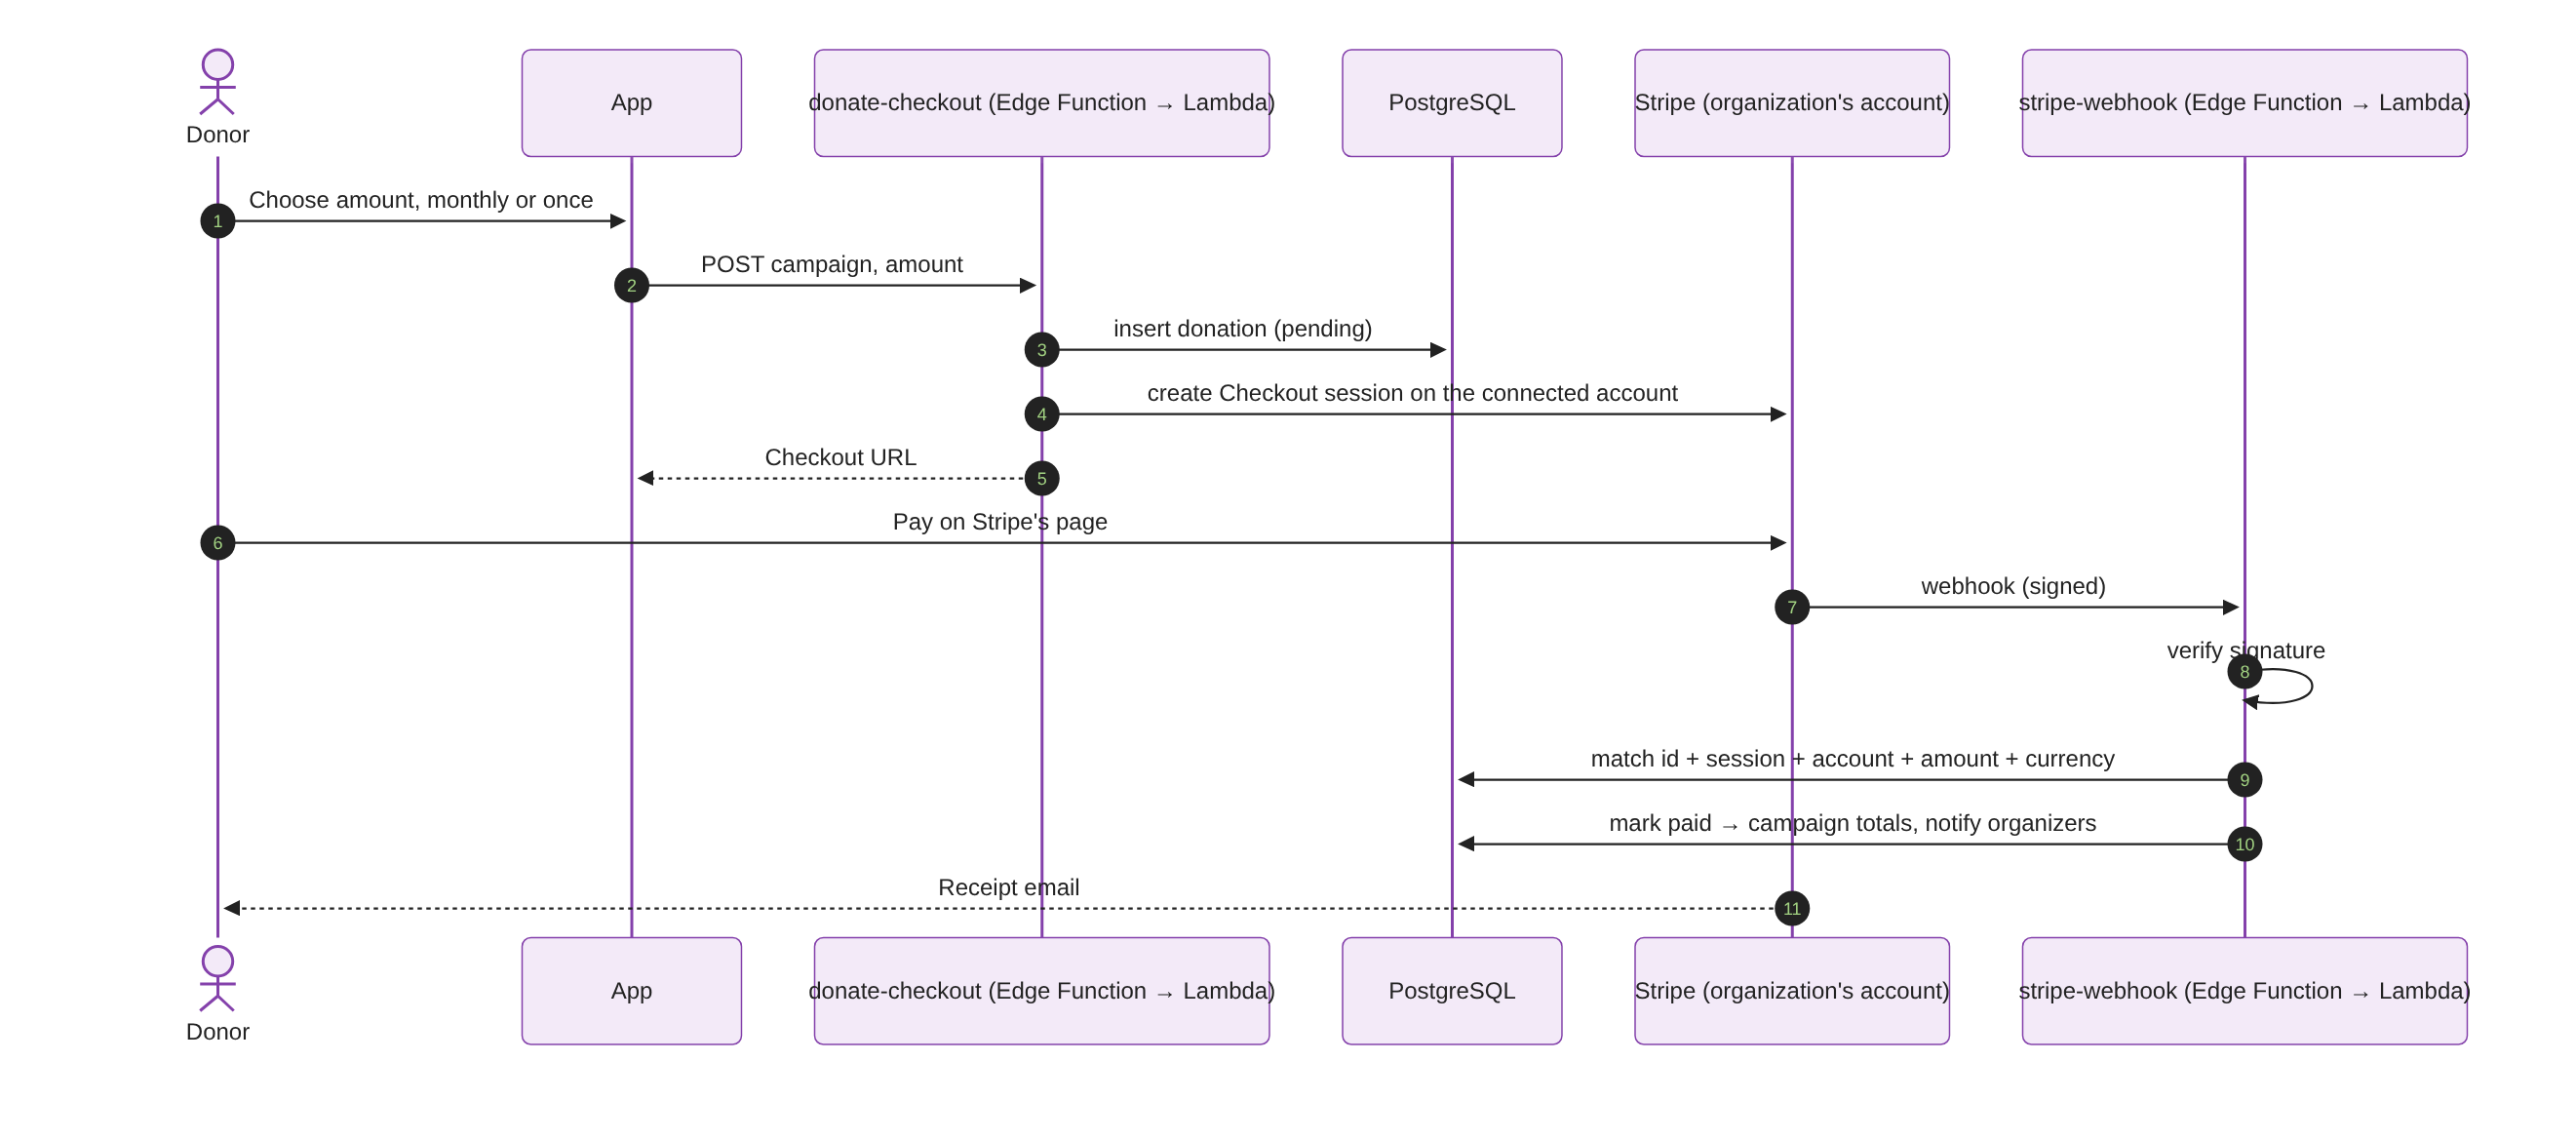 Donor
App
donate-checkout (Edge Function → Lambda)
PostgreSQL
Stripe (organization's account)
stripe-webhook (Edge Function → Lambda)
Choose amount, monthly or once
1
POST campaign, amount
2
insert donation (pending)
3
create Checkout session on the connected account
4
Checkout URL
5
Pay on Stripe's page
6
webhook (signed)
7
verify signature
8
match id + session + account + amount + currency
9
mark paid → campaign totals, notify organizers
10
Receipt email
11
Donor
App
donate-checkout (Edge Function → Lambda)
PostgreSQL
Stripe (organization's account)
stripe-webhook (Edge Function → Lambda)